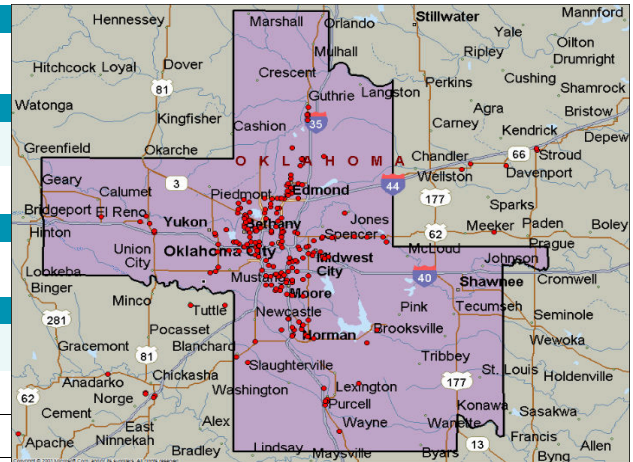 Hennessey
Marshall
Orlando
Stillwater
Mannford
Yale
Mulhall
Ripley
Oilton
Drumright
Hitchcock Loyal
Dover
Crescent
Perkins
Cushing
Shamrock
81
Guthrie
Langston
Watonga
Kingfisher
Cashion
35
Agra
Bristow
Carney
Kendrick
Depew
Greenfield
Okarche
OKLAHOMA
Chandler
66
Stroud
Wellston
Davenport
Geary
Calumet
3
Piedmont
Edmond
44
177
Bridgeport
El Reno
Yukon
Bethany
Jones
Sparks
Hinton
Spencer
62
Meeker
Paden
Boley
Union
City
Oklahoma City
Midwest
City
McLoud
Prague
Johnson
Lookeba
Mustang
40
Shawnee
Cromwell
Binger
Minco
Moore
Tuttle
Newcastle
Pink
Tecumseh
Seminole
281
Pocasset
Norman
Brooksville
Wewoka
Gracemont
81
Blanchard
Tribbey
Slaughterville
St. Louis
Holdenville
Anadarko
Chickasha
Washington
Lexington
177
62
Norge
Purcell
Konawa
Sasakwa
Cement
Alex
Wayne
Wanette
East
Ninnekah
13
Francis
Allen
Apache
Bradley
Lindsay
Maysville
Byars
Byng